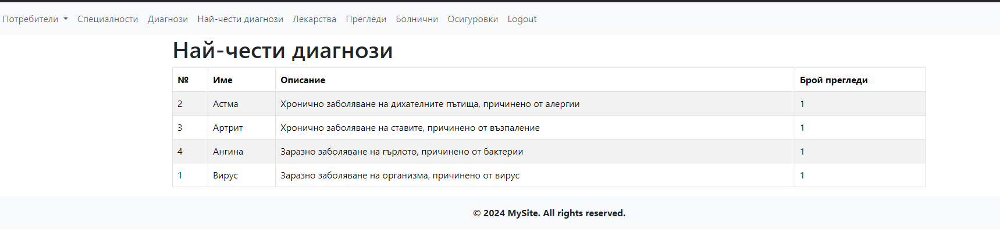 Потребители Специалности Диагнози Най-чести диагнози Лекарства Прегледи Болнични Осигуровки Logout
Най-чести диагнози
№ Име Описание Брой прегледи
2 Астма Хронично заболяване на дихателните пътища, причинено от алергии 1
3 Артрит Хронично заболяване на ставите, причинено от възпаление 1
4 Ангина Заразно заболяване на гърлото, причинено от бактерии 1
1 Вирус Заразно заболяване на организма, причинено от вирус 1
© 2024 MySite. All rights reserved.